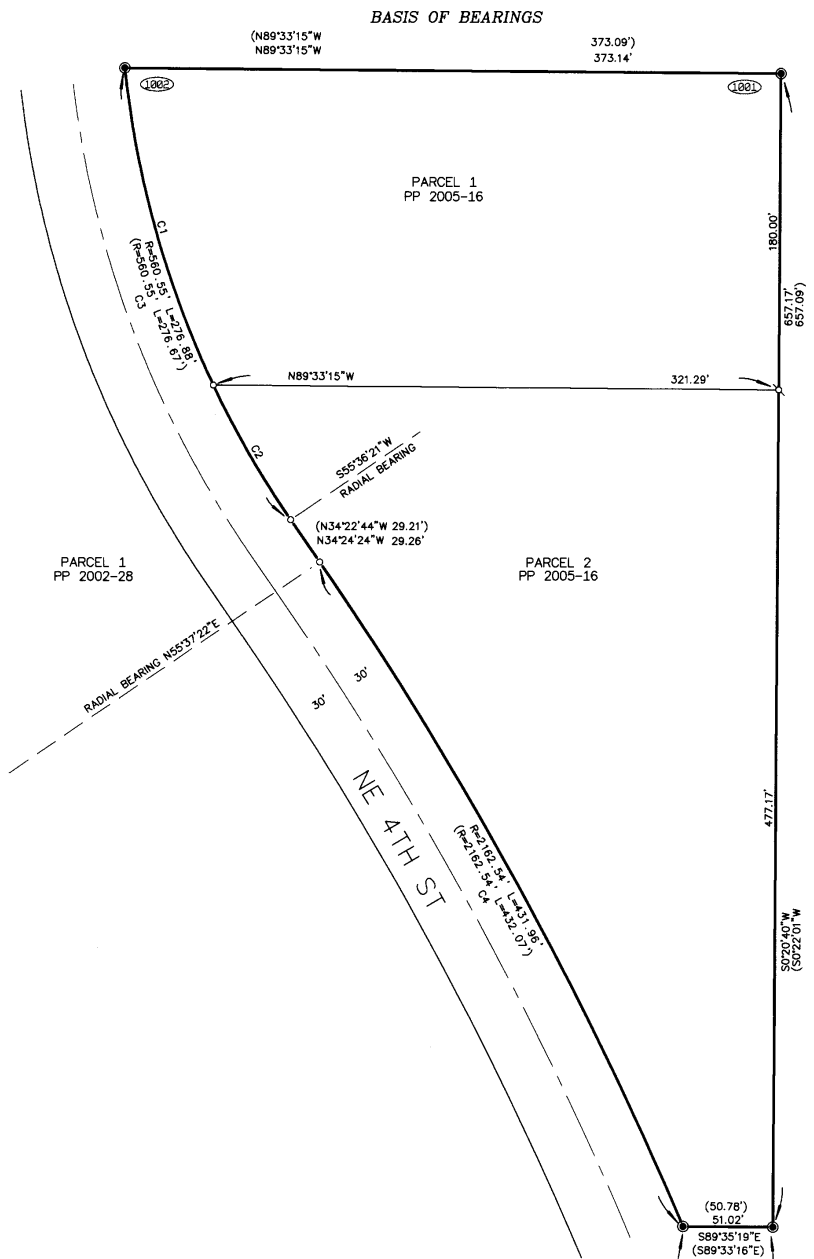 BASIS OF BEARINGS
(N89°33'15"W
N89°33'15"W
373.09')
373.14'
1002
1001
PARCEL 1
PP 2005-16
180.00'
657.17'
657.09')
C1
R=560.55', L=276.88'
(R=560.55', L=276.67')
C3
N89°33'15"W
321.29'
C2
S55°36'21"W
RADIAL BEARING
(N34°22'44"W 29.21')
N34°24'24"W 29.26'
PARCEL 1
PP 2002-28
PARCEL 2
PP 2005-16
RADIAL BEARING N55°37'22"E
30'
30'
NE 4TH ST
477.17'
R=2162.54', L=431.96'
(R=2162.54', L=432.07')
C4
S0°20'40"W
(S0°22'01"W
(50.78')
51.02'
S89°35'19"E
(S89°33'16"E)